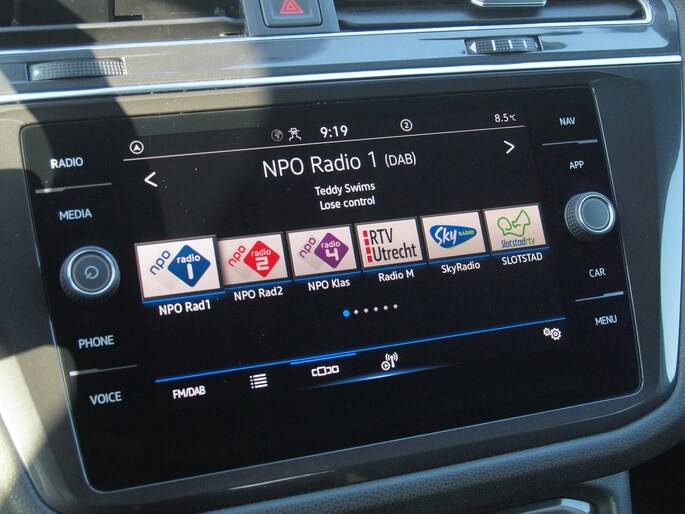 9:19
2
8.5°C
RADIO
MEDIA
PHONE
VOICE
NAV
APP
CAR
MENU
NPO Radio 1 (DAB)
Teddy Swims
Lose control
npo radio 1
npo radio 2
npo radio 4
RTV Utrecht
Sky RADIO
Slotstadrtv
NPO Rad1
NPO Rad2
NPO Klas
Radio M
SkyRadio
SLOTSTAD
FM/DAB